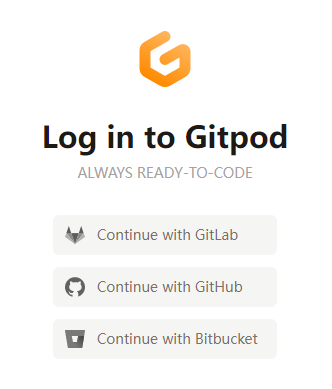 Log in to Gitpod
ALWAYS READY-TO-CODE
Continue with GitLab
Continue with GitHub
Continue with Bitbucket